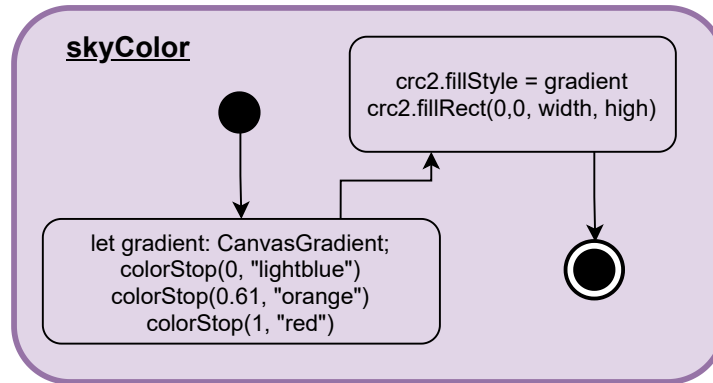 skyColor
let gradient: CanvasGradient;
colorStop(0, "lightblue")
colorStop(0.61, "orange")
colorStop(1, "red")
crc2.fillStyle = gradient
crc2.fillRect(0,0, width, high)